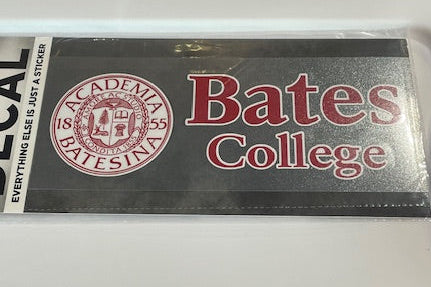 DECAL
EVERYTHING ELSE IS JUST A STICKER
ACADEMIA
18 55
BATESINA
Bates
College